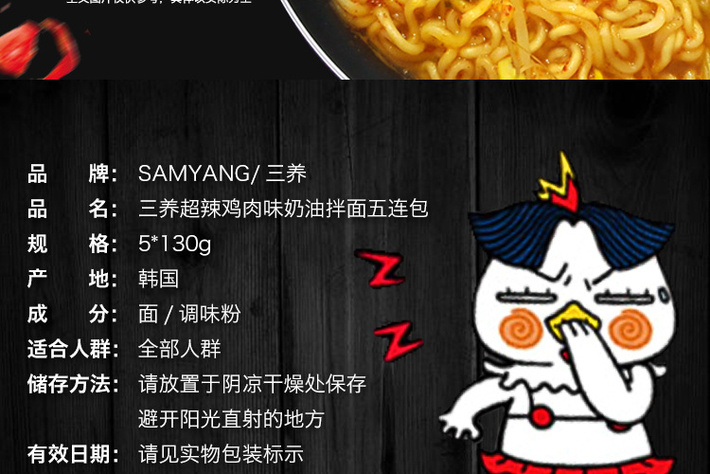 品 牌： SAMYANG/ 三养
品 名： 三养超辣鸡肉味奶油拌面五连包
规 格： 5*130g
产 地： 韩国
成 分： 面 / 调味粉
适合人群： 全部人群
储存方法： 请放置于阴凉干燥处保存
避开阳光直射的地方
有效日期： 请见实物包装标示